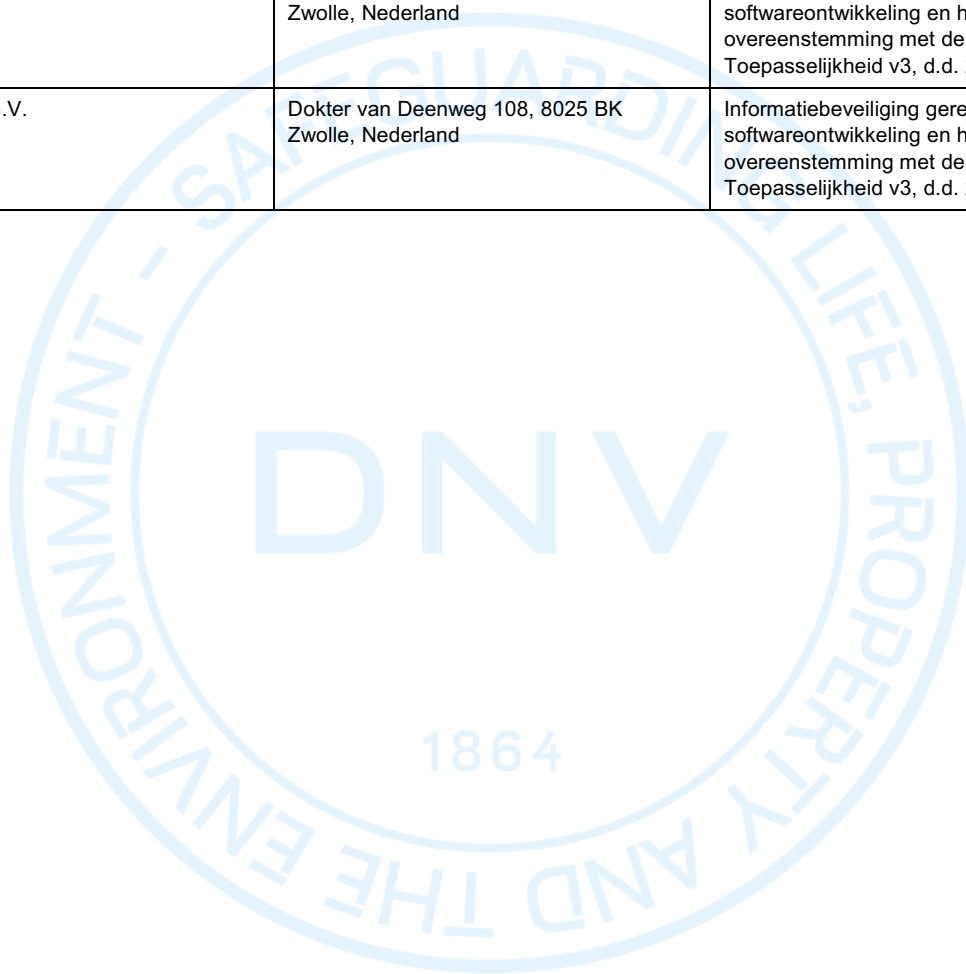 Zwolle, Nederland
softwareontwikkeling en
overeenstemming met de
Toepasselijkheid v3, d.d.
.V.
Dokter van Deenweg 108, 8025 BK
Zwolle, Nederland
Informatiebeveiliging
softwareontwikkeling en
overeenstemming met de
Toepasselijkheid v3, d.d.
SAFEGUARDING LIFE, PROPERTY AND THE ENVIRONMENT -
DNV
1864